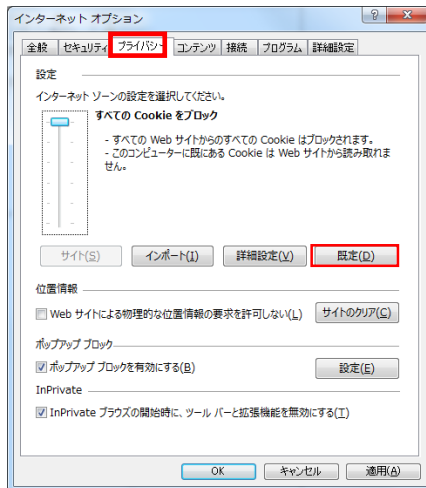 インターネット オプション
全般 セキュリティ プライバシー コンテンツ 接続 プログラム 詳細設定
設定
インターネット ゾーンの設定を選択してください。
すべての Cookie をブロック
- すべての Web サイトからのすべての Cookie はブロックされます。
- このコンピューターに既にある Cookie は Web サイトから読み取れま
せん。
サイト(S) インポート(I) 詳細設定(V) 既定(D)
位置情報
Web サイトによる物理的な位置情報の要求を許可しない(L) サイトのクリア(C)
ポップアップ ブロック
ポップアップ ブロックを有効にする(B) 設定(E)
InPrivate
InPrivate ブラウズの開始時に、ツール バーと拡張機能を無効にする(T)
OK キャンセル 適用(A)